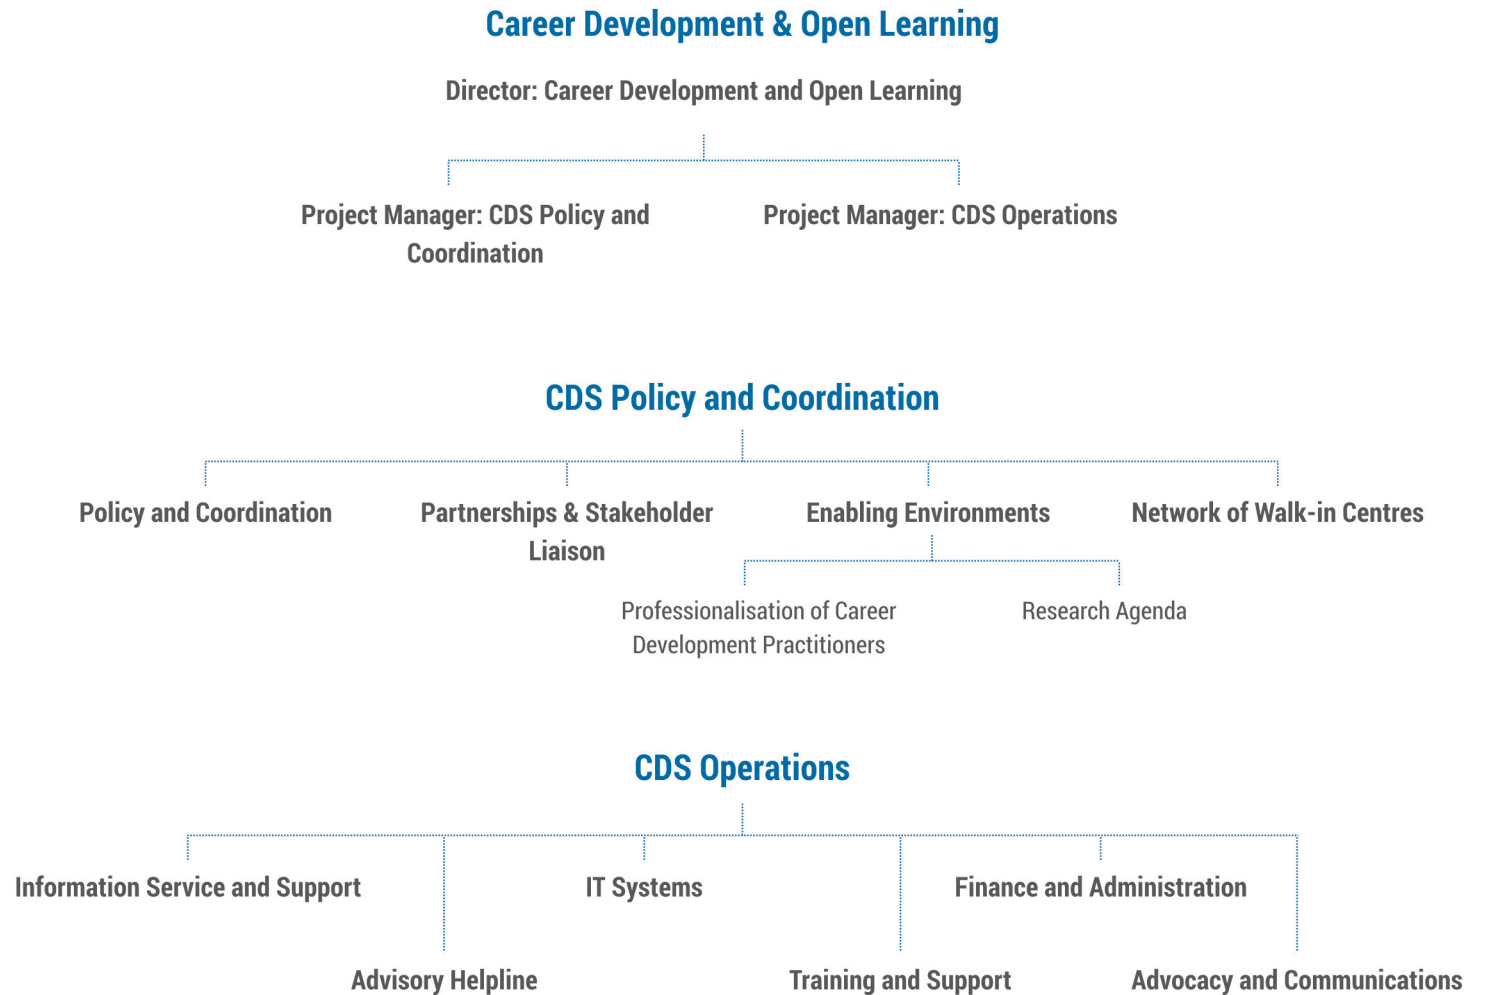 Career Development & Open Learning
Director: Career Development and Open Learning
Project Manager: CDS Policy and
Coordination
Project Manager: CDS Operations
CDS Policy and Coordination
Policy and Coordination
Partnerships & Stakeholder
Liaison
Enabling Environments
Network of Walk-in Centres
Professionalisation of Career
Development Practitioners
Research Agenda
CDS Operations
Information Service and Support
IT Systems
Finance and Administration
Advisory Helpline
Training and Support
Advocacy and Communications